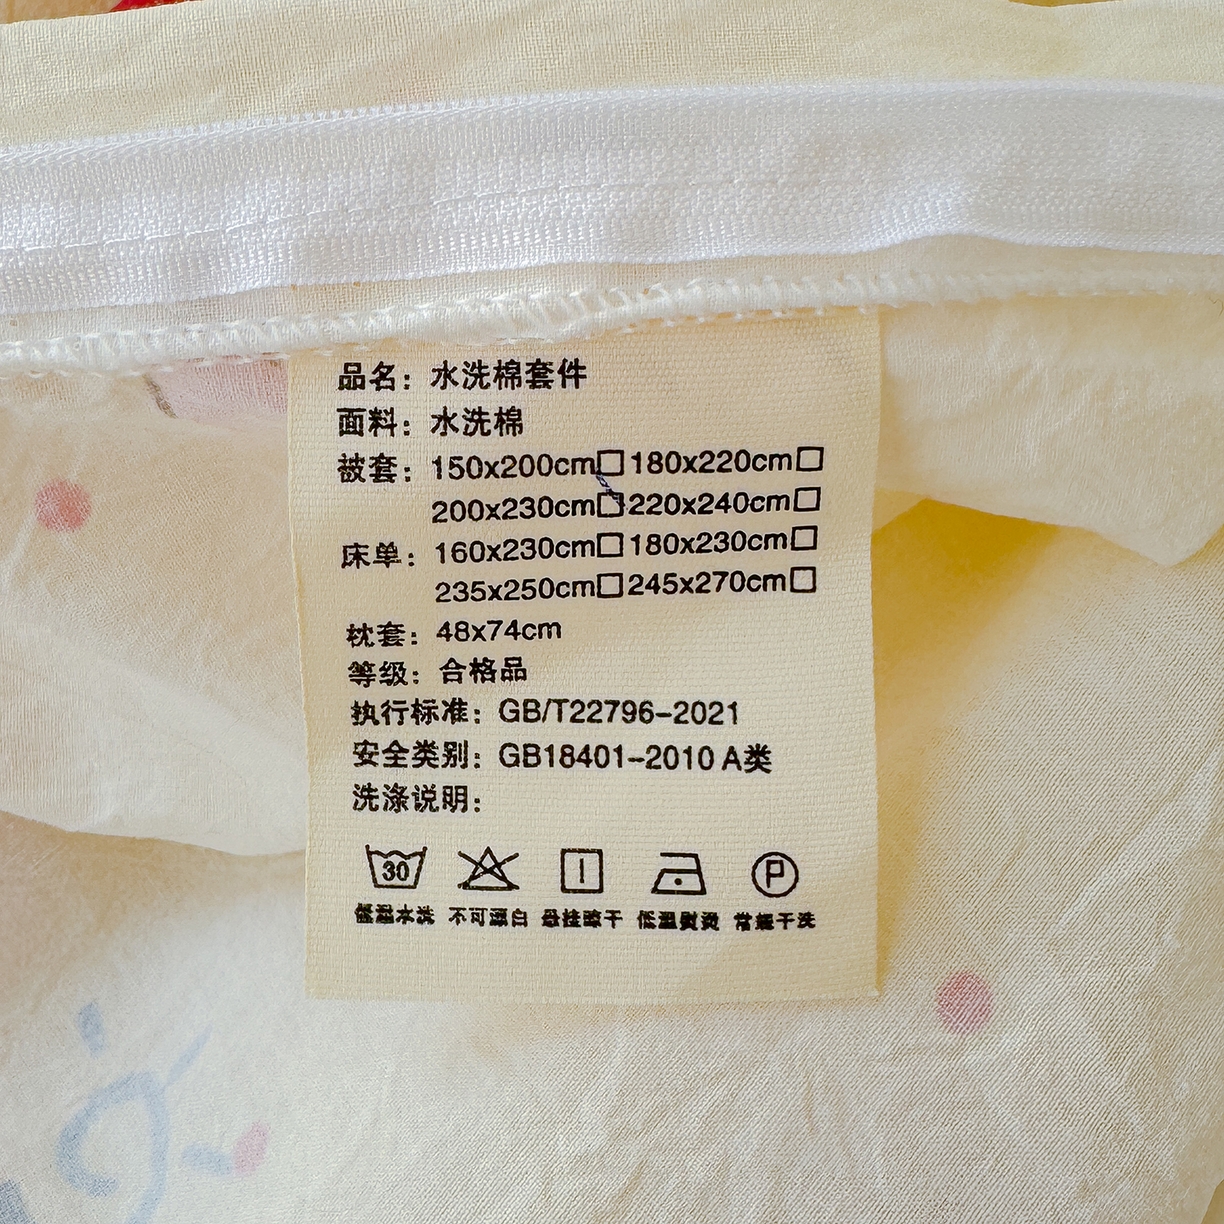 品名：水洗棉套件
面料：水洗棉
被套：150x200cm□180x220cm□
200x230cm□220x240cm□
床单：160x230cm□180x230cm□
235x250cm□245x270cm□
枕套：48x74cm
等级：合格品
执行标准：GB/T22796-2021
安全类别：GB18401-2010 A类
洗涤说明：
30 P
低温水洗 不可漂白 悬挂晾干 低温熨烫 常规干洗